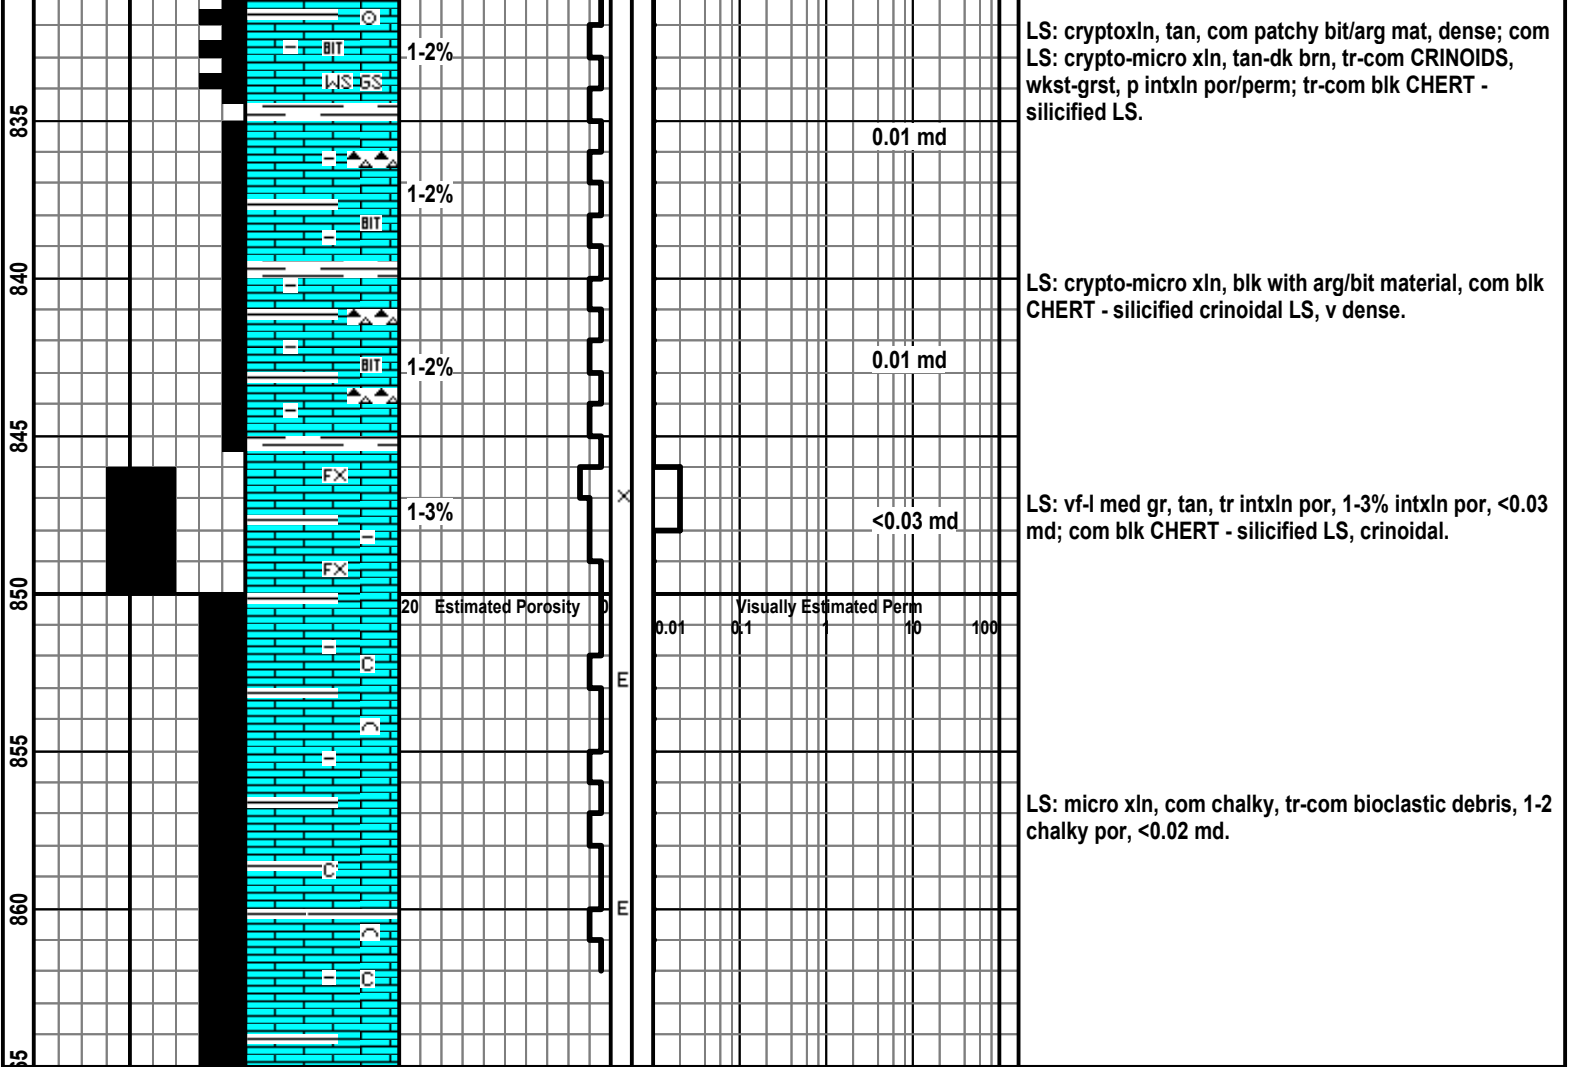 LS: cryptoxln, tan, com patchy bit/arg mat, dense; com
LS: crypto-micro xln, tan-dk brn, tr-com CRINOIDS,
wkst-grst, p intxln por/perm; tr-com blk CHERT -
silicified LS.
BIT
1-2%
WS GS
835
0.01 md
1-2%
BIT
840
LS: crypto-micro xln, blk with arg/bit material, com blk
CHERT - silicified crinoidal LS, v dense.
0.01 md
BIT
1-2%
845
FX
X
1-3%
<0.03 md
LS: vf-l med gr, tan, tr intxln por, 1-3% intxln por, <0.03
md; com blk CHERT - silicified LS, crinoidal.
FX
850
20 Estimated Porosity 0
Visually Estimated Perm
0.01 0.1 1 10 100
C
E
855
LS: micro xln, com chalky, tr-com bioclastic debris, 1-2
chalky por, <0.02 md.
C
860
E
C